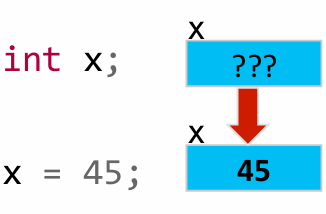 x
int x; ???
x
x = 45; 45